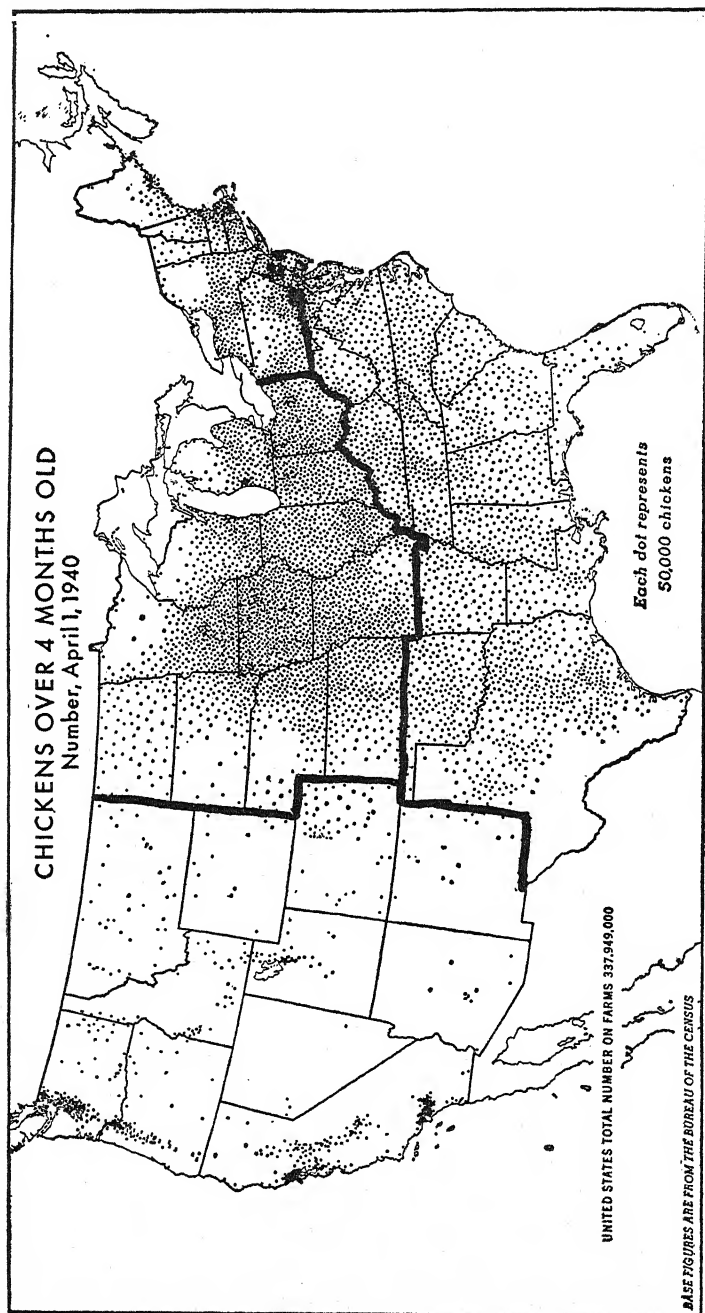 CHICKENS OVER 4 MONTHS OLD
Number, April 1, 1940
Each dot represents
50,000 chickens
UNITED STATES TOTAL NUMBER ON FARMS 337,949,000
BASE FIGURES ARE FROM THE BUREAU OF THE CENSUS